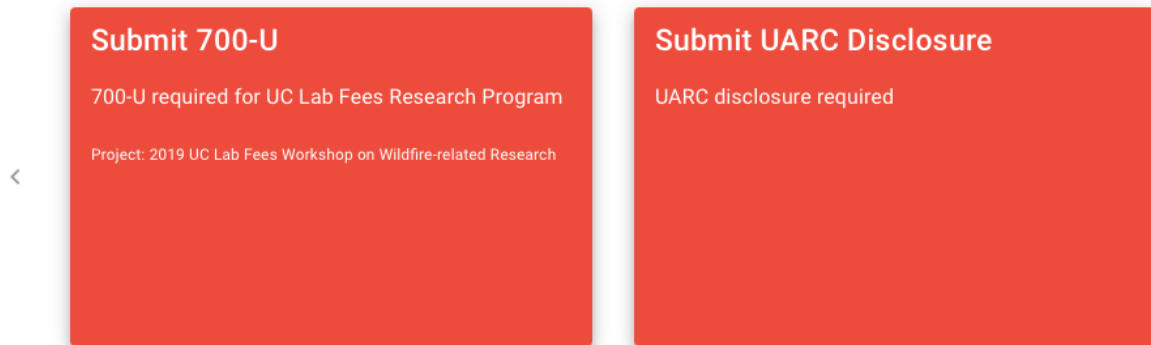 Submit 700-U
700-U required for UC Lab Fees Research Program
Project: 2019 UC Lab Fees Workshop on Wildfire-related Research
Submit UARC Disclosure
UARC disclosure required